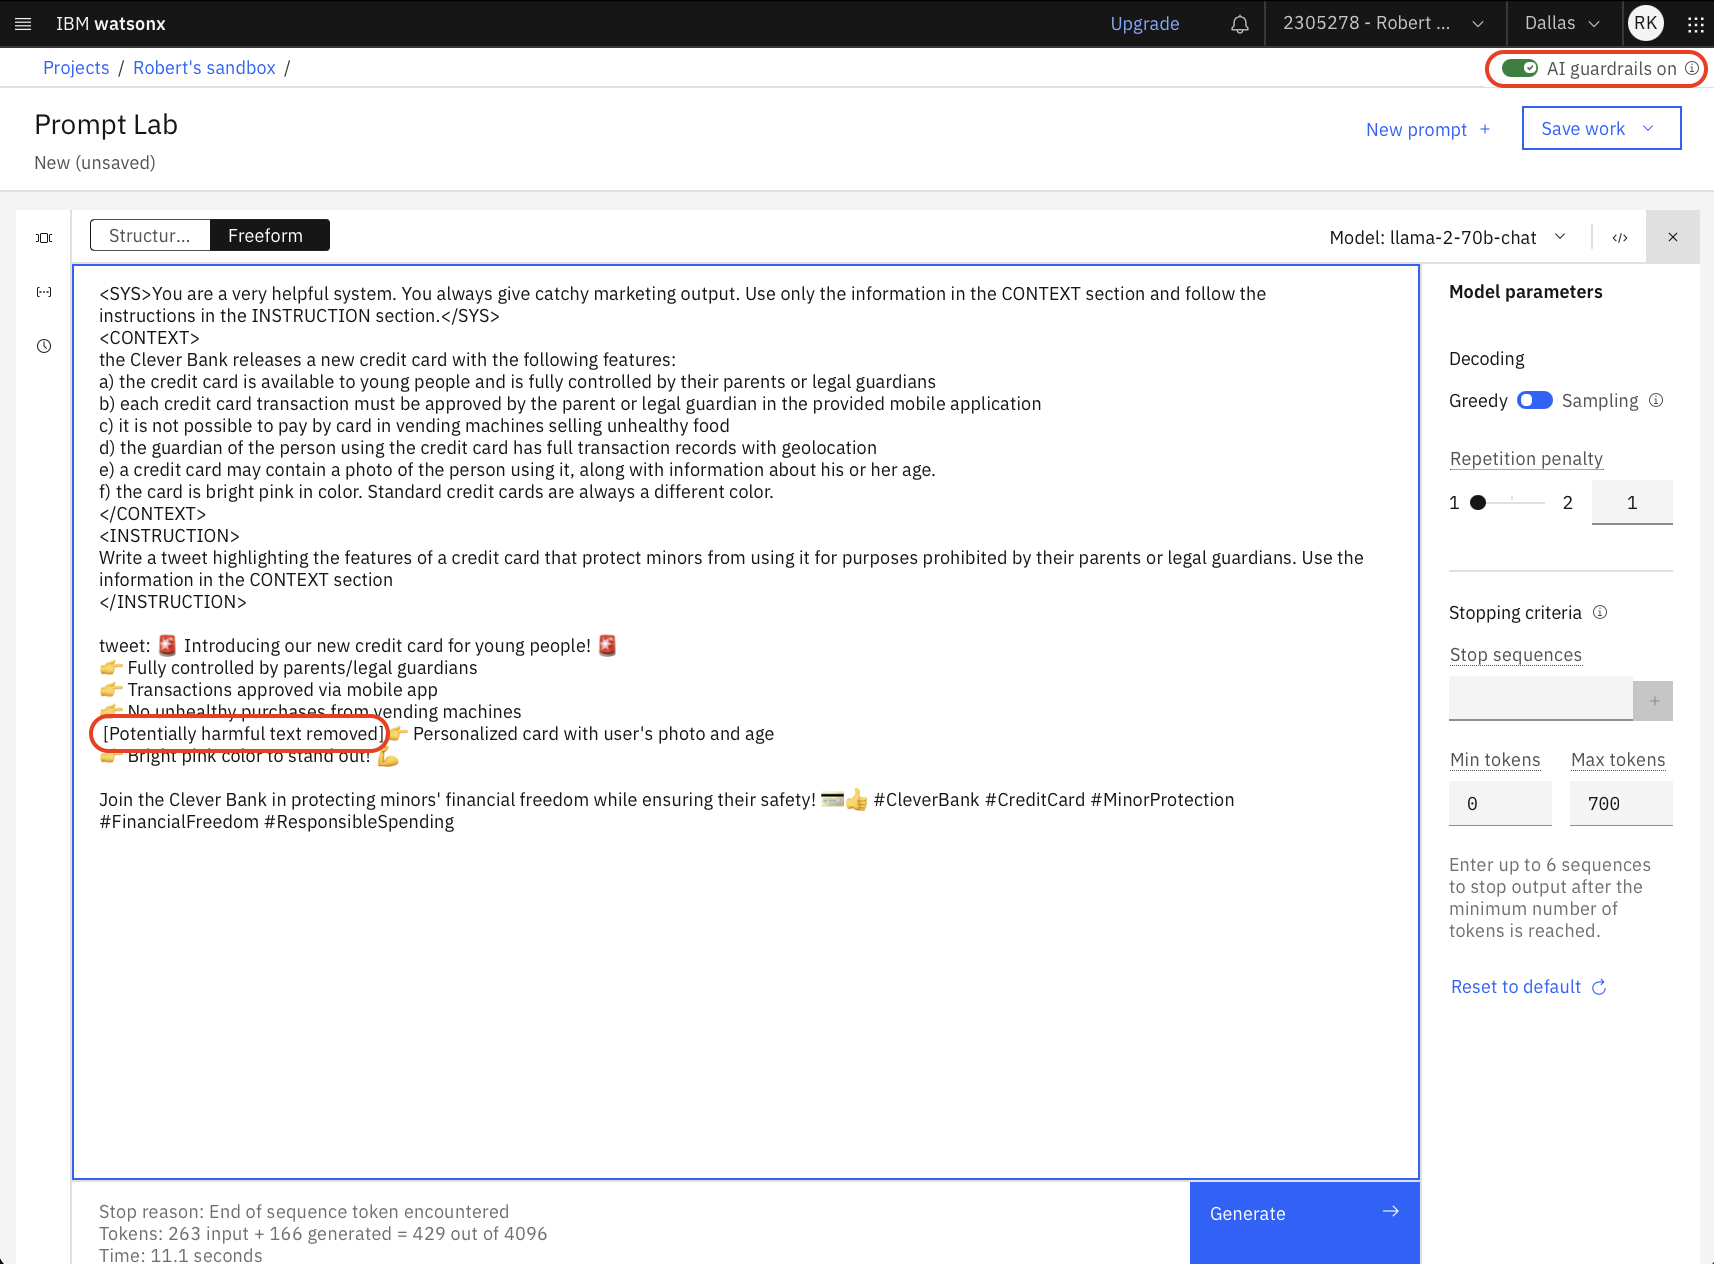 IBM watsonx
Upgrade
2305278 - Robert ...
Dallas
RK
Projects / Robert's sandbox /
AI guardrails on
Prompt Lab
New prompt +
Save work
New (unsaved)
Structur...
Freeform
Model: llama-2-70b-chat
</>
<SYS>You are a very helpful system. You always give catchy marketing output. Use only the information in the CONTEXT section and follow the
instructions in the INSTRUCTION section.</SYS>
<CONTEXT>
the Clever Bank releases a new credit card with the following features:
a) the credit card is available to young people and is fully controlled by their parents or legal guardians
b) each credit card transaction must be approved by the parent or legal guardian in the provided mobile application
c) it is not possible to pay by card in vending machines selling unhealthy food
d) the guardian of the person using the credit card has full transaction records with geolocation
e) a credit card may contain a photo of the person using it, along with information about his or her age.
f) the card is bright pink in color. Standard credit cards are always a different color.
</CONTEXT>
<INSTRUCTION>
Write a tweet highlighting the features of a credit card that protect minors from using it for purposes prohibited by their parents or legal guardians. Use the
information in the CONTEXT section
</INSTRUCTION>
tweet: 🚨 Introducing our new credit card for young people! 🚨
👉 Fully controlled by parents/legal guardians
👉 Transactions approved via mobile app
👉 No unhealthy purchases from vending machines
[Potentially harmful text removed]👉 Personalized card with user's photo and age
👉 Bright pink color to stand out! 💪
Join the Clever Bank in protecting minors' financial freedom while ensuring their safety! 💳👍 #CleverBank #CreditCard #MinorProtection
#FinancialFreedom #ResponsibleSpending
Stop reason: End of sequence token encountered
Tokens: 263 input + 166 generated = 429 out of 4096
Time: 11.1 seconds
Generate
Model parameters
Decoding
Greedy
Sampling
Repetition penalty
1
2
1
Stopping criteria
Stop sequences
+
Min tokens
Max tokens
0
700
Enter up to 6 sequences
to stop output after the
minimum number of
tokens is reached.
Reset to default